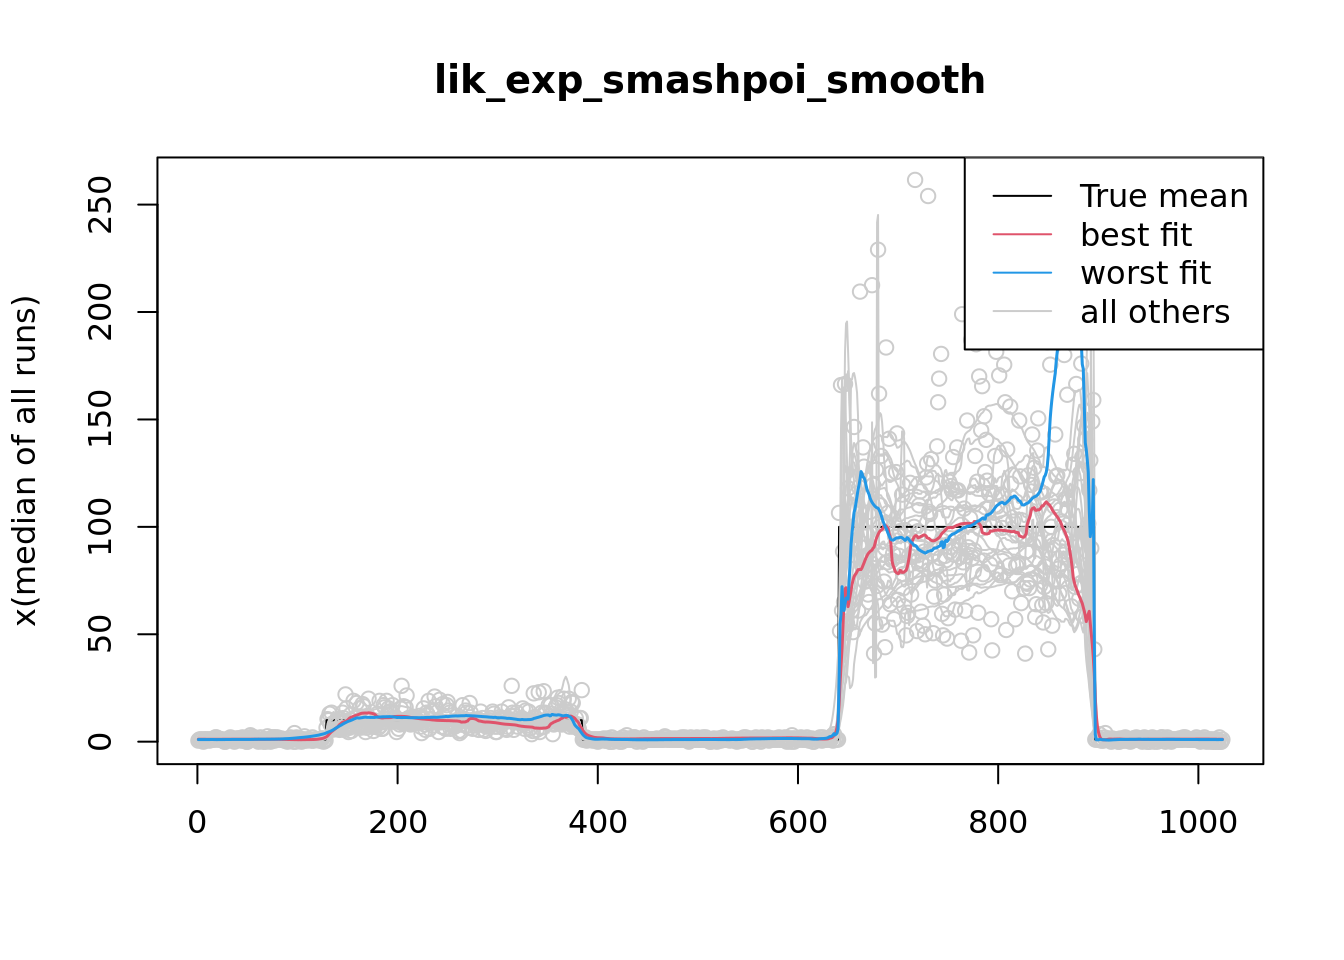 lik_exp_smashpoi_smooth
True mean
best fit
worst fit
all others
x(median of all runs)
250
200
150
100
50
0
0 200 400 600 800 1000